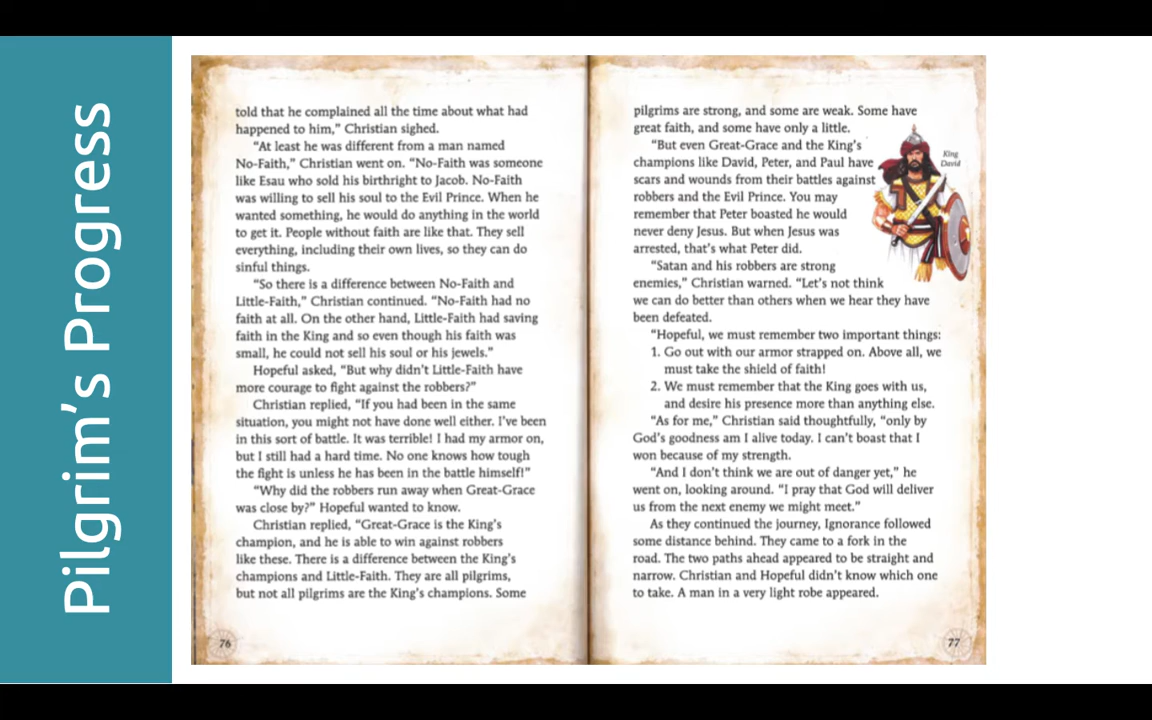 Pilgrim's Progress
told that he complained all the time about what had
happened to him," Christian sighed.
"At least he was different from a man named
No-Faith," Christian went on. "No-Faith was someone
like Esau who sold his birthright to Jacob. No-Faith
was willing to sell his soul to the Evil Prince. When he
wanted something, he would do anything in the world
to get it. People without faith are like that. They sell
everything, including their own lives, so they can do
sinful things.
"So there is a difference between No-Faith and
Little-Faith," Christian continued. "No-Faith had no
faith at all. On the other hand, Little-Faith had saving
faith in the King and so even though his faith was
small, he could not sell his soul or his jewels."
Hopeful asked, "But why didn't Little-Faith have
more courage to fight against the robbers?"
Christian replied, "If you had been in the same
situation, you might not have done well either. I've been
in this sort of battle. It was terrible! I had my armor on,
but I still had a hard time. No one knows how tough
the fight is unless he has been in the battle himself!"
"Why did the robbers run away when Great-Grace
was close by?" Hopeful wanted to know.
Christian replied, "Great-Grace is the King's
champion, and he is able to win against robbers
like these. There is a difference between the King's
champions and Little-Faith. They are all pilgrims,
but not all pilgrims are the King's champions. Some
76
pilgrims are strong, and some are weak. Some have
great faith, and some have only a little.
"But even Great-Grace and the King's
champions like David, Peter, and Paul have
scars and wounds from their battles against
robbers and the Evil Prince. You may
remember that Peter boasted he would
never deny Jesus. But when Jesus was
arrested, that's what Peter did.
King
David
"Satan and his robbers are strong
enemies," Christian warned. "Let's not think
we can do better than others when we hear they have
been defeated.
"Hopeful, we must remember two important things:
1. Go out with our armor strapped on. Above all, we
must take the shield of faith!
2. We must remember that the King goes with us,
and desire his presence more than anything else.
"As for me," Christian said thoughtfully, "only by
God's goodness am I alive today. I can't boast that I
won because of my strength.
"And I don't think we are out of danger yet," he
went on, looking around. "I pray that God will deliver
us from the next enemy we might meet."
As they continued the journey, Ignorance followed
some distance behind. They came to a fork in the
road. The two paths ahead appeared to be straight and
narrow. Christian and Hopeful didn't know which one
to take. A man in a very light robe appeared.
77